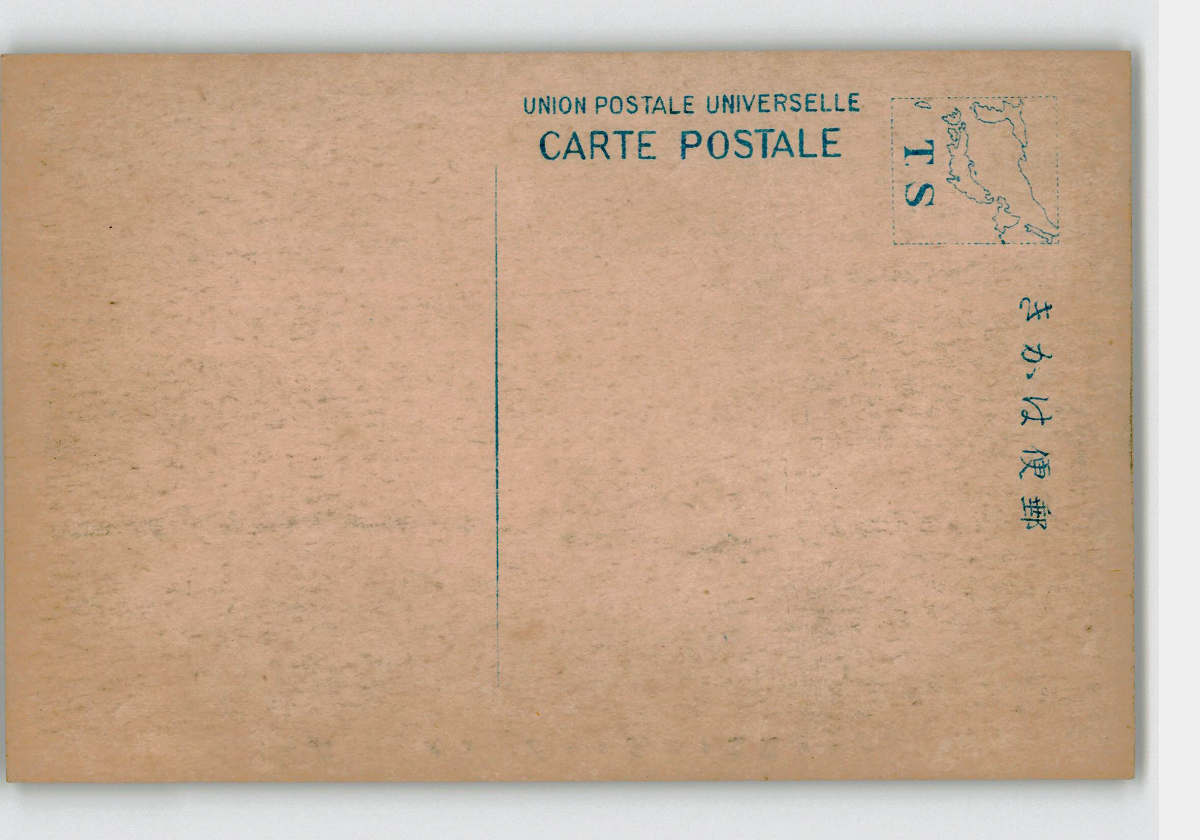 UNION POSTALE UNIVERSELLE
CARTE POSTALE
T.S
郵便はかき